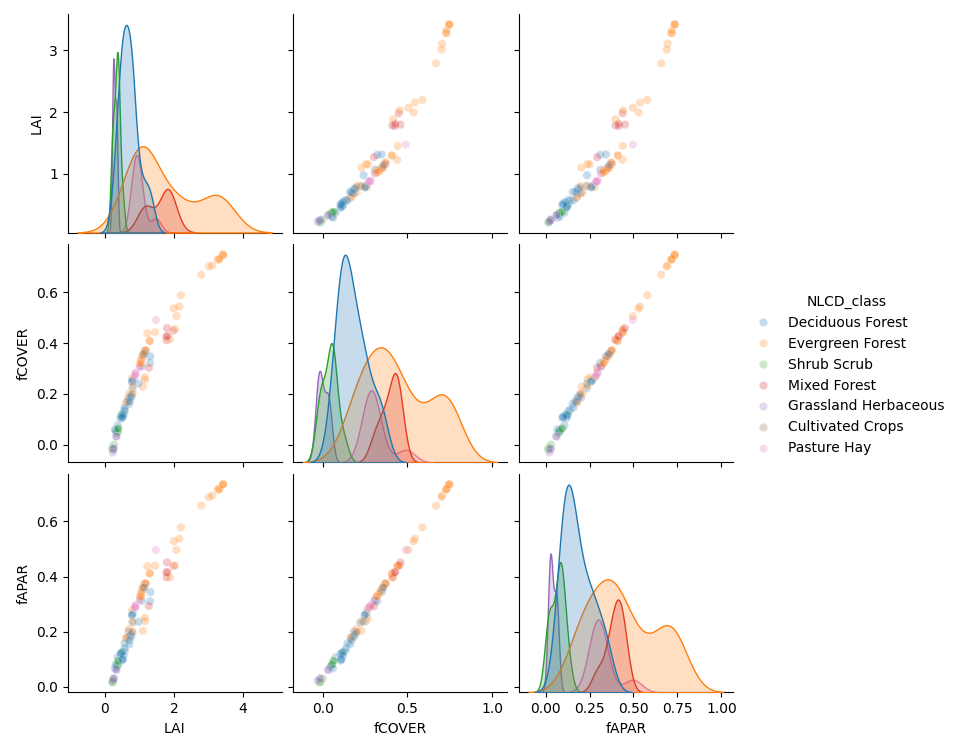 3
2
1
LAI
0.6
0.4
0.2
0.0
fCOVER
NLCD_class
Deciduous Forest
Evergreen Forest
Shrub Scrub
Mixed Forest
Grassland Herbaceous
Cultivated Crops
Pasture Hay
0.6
0.4
0.2
0.0
fAPAR
0 2 4
LAI
0.0 0.5 1.0
fCOVER
0.00 0.25 0.50 0.75 1.00
fAPAR